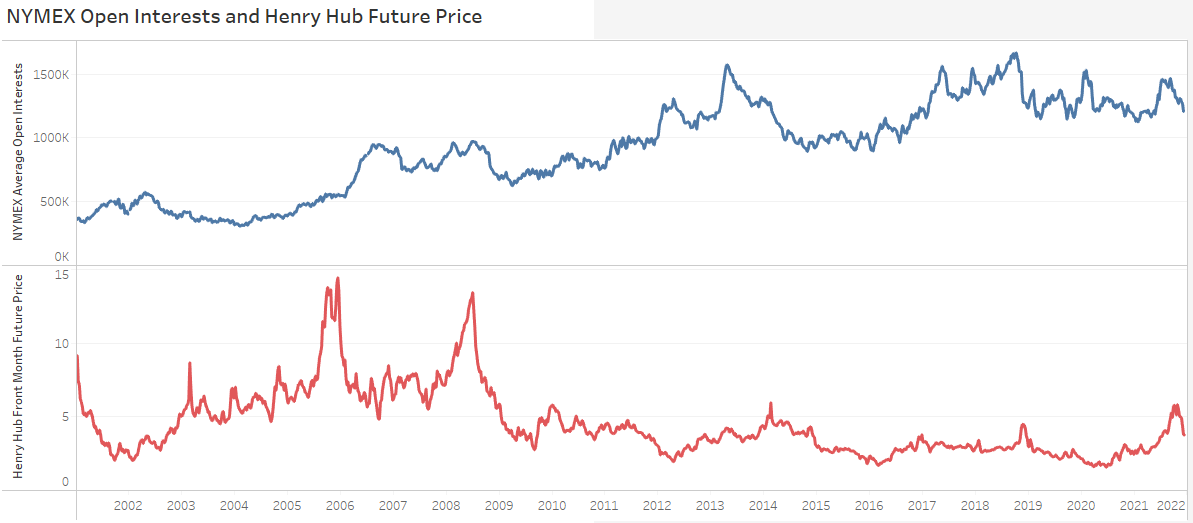 NYMEX Open Interests and Henry Hub Future Price
NYMEX Average Open Interests
1500K
1000K
500K
0K
Henry Hub Front Month Future Price
15
10
5
0
2002 2003 2004 2005 2006 2007 2008 2009 2010 2011 2012 2013 2014 2015 2016 2017 2018 2019 2020 2021 2022